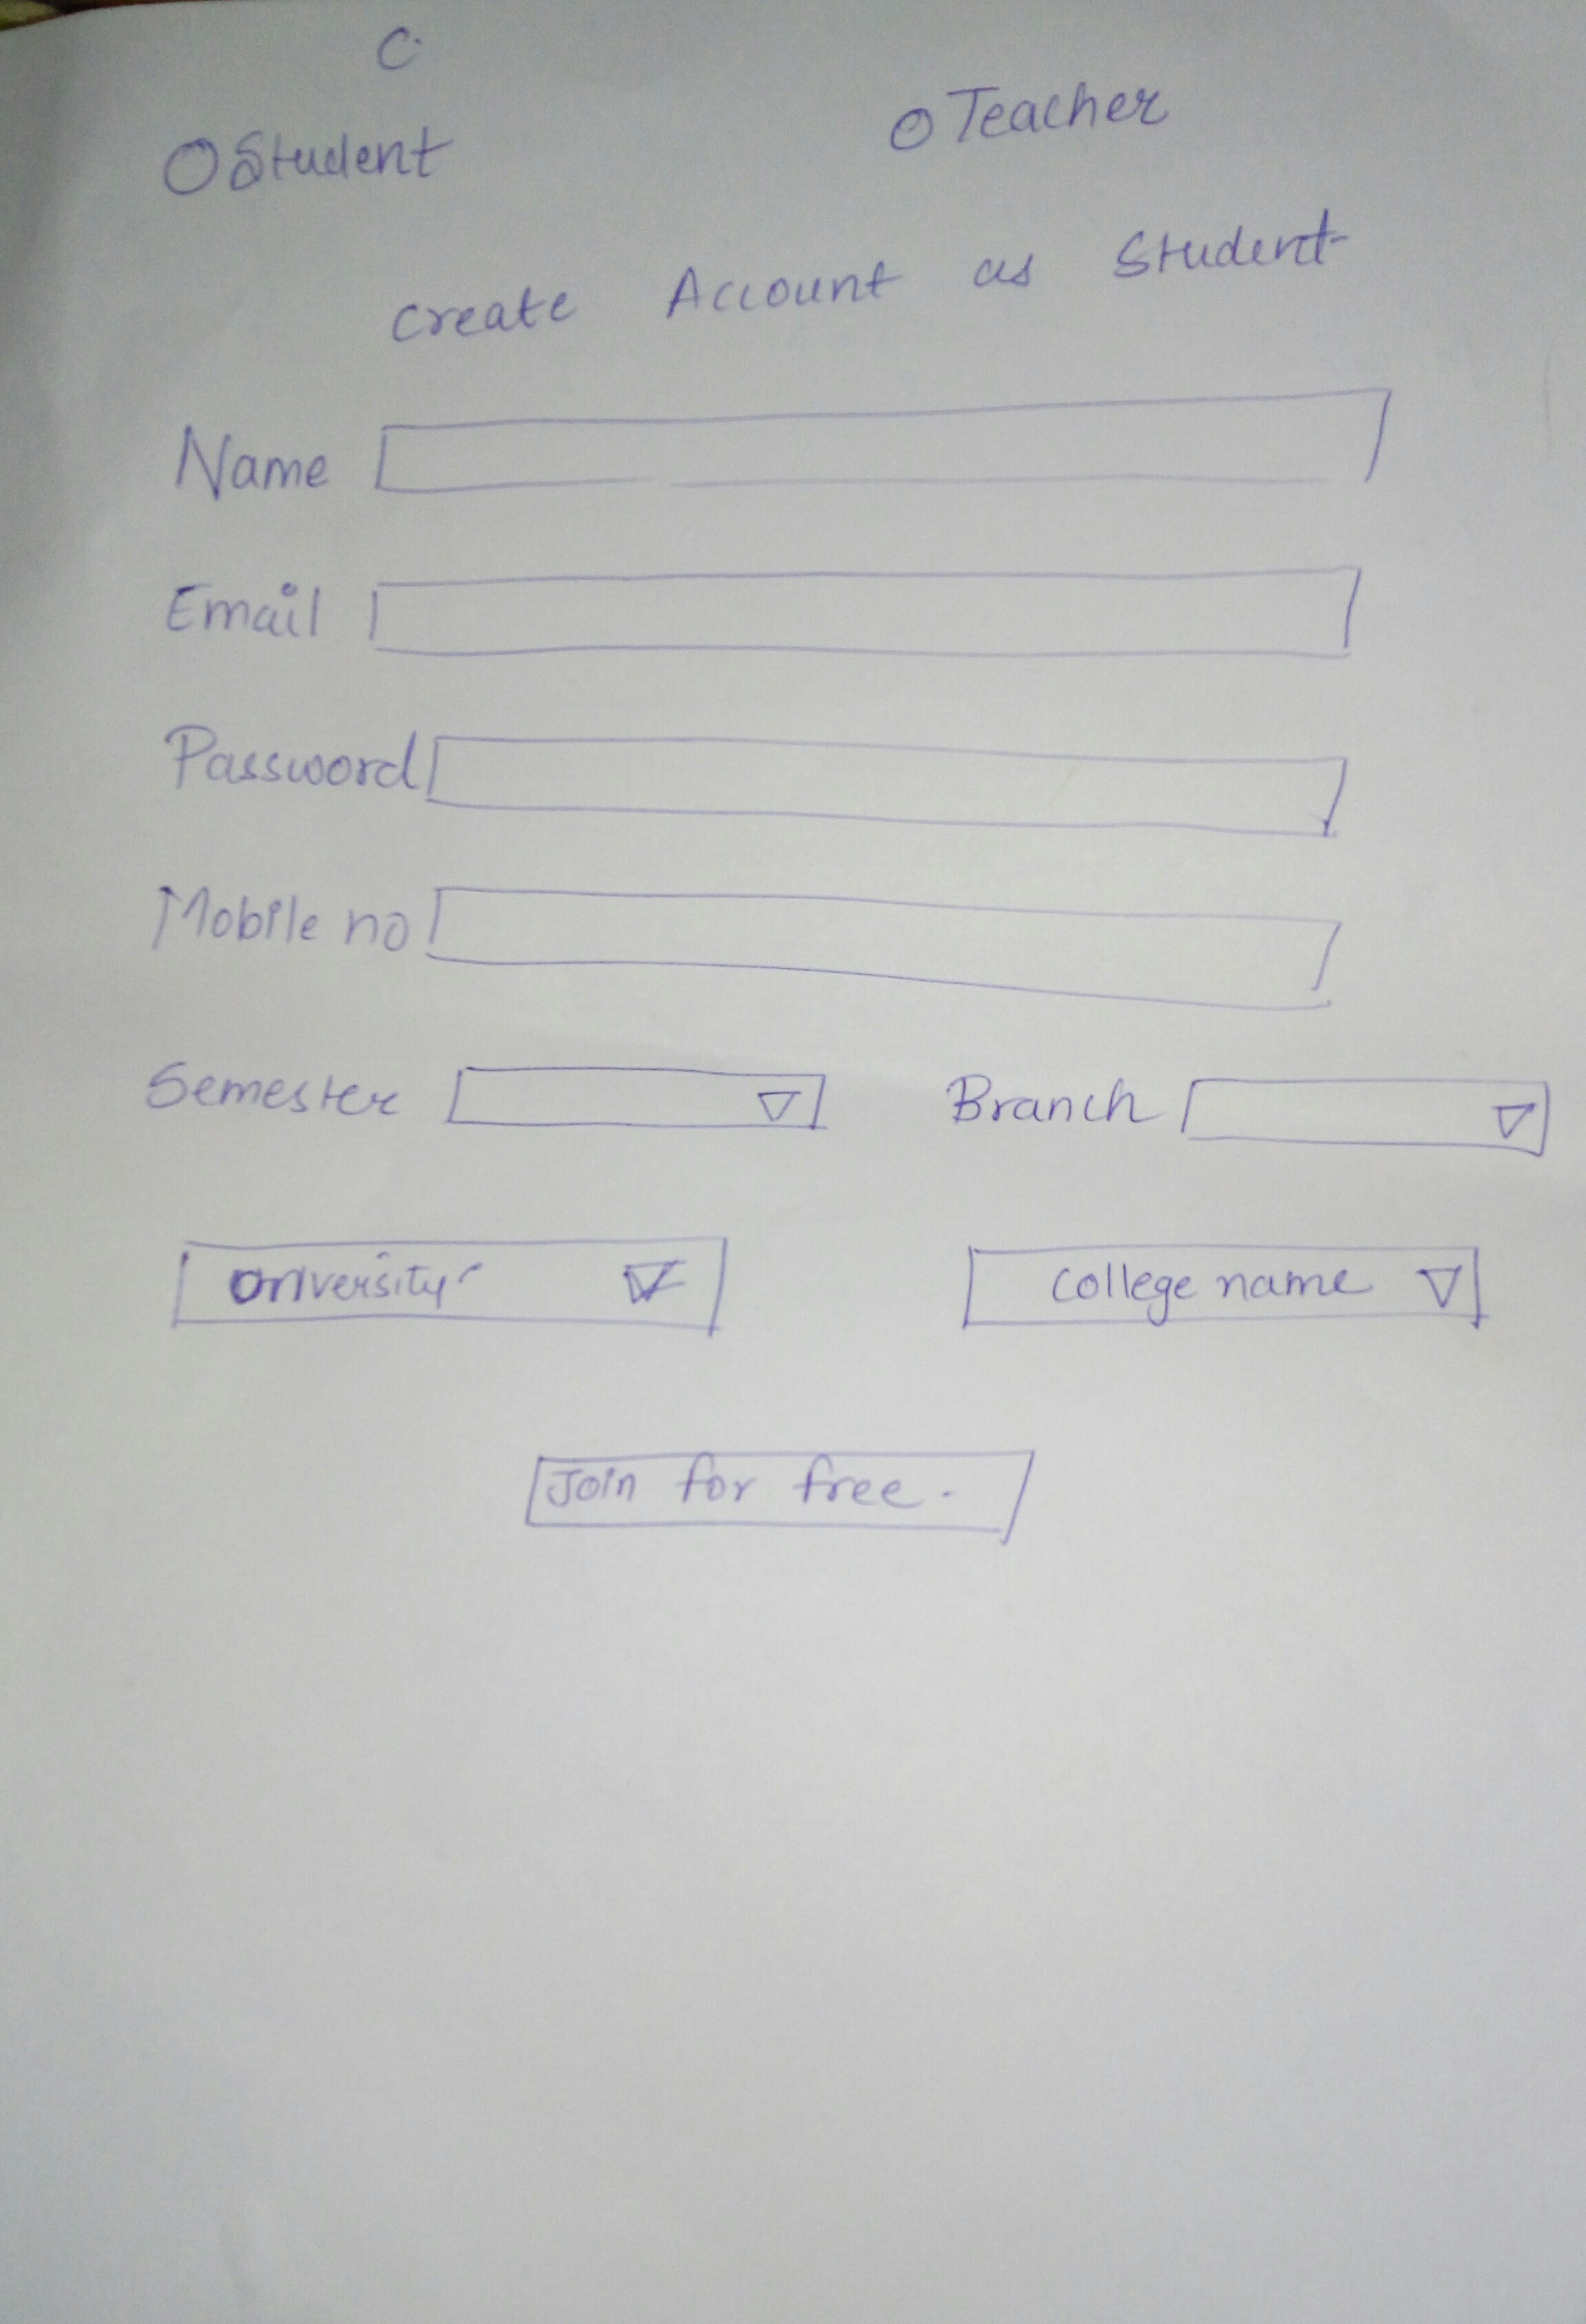 C
Student
Teacher
Create Account as Student
Name
Email
Password
Mobile no
Semester Branch
University College name
Join for free.